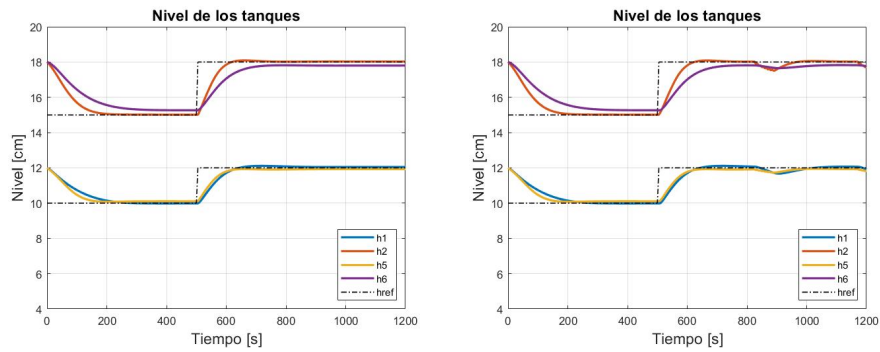 Nivel de los tanques
20
18
16
14
12
10
8
6
4
Nivel [cm]
h1
h2
h5
h6
href
0 200 400 600 800 1000 1200
Tiempo [s]
Nivel de los tanques
20
18
16
14
12
10
8
6
4
Nivel [cm]
h1
h2
h5
h6
href
0 200 400 600 800 1000 1200
Tiempo [s]